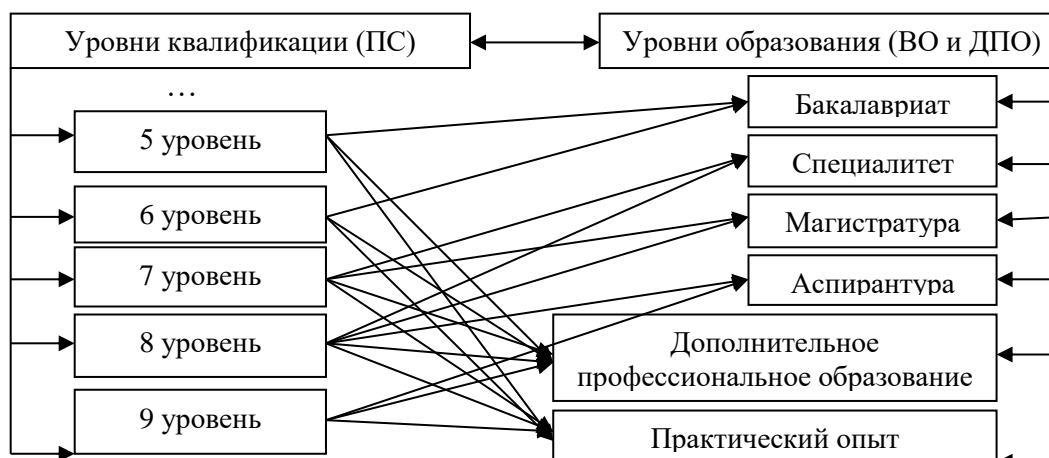 Уровни квалификации (ПС)
Уровни образования (ВО и ДПО)
…
5 уровень
6 уровень
7 уровень
8 уровень
9 уровень
Бакалавриат
Специалитет
Магистратура
Аспирантура
Дополнительное
профессиональное образование
Практический опыт